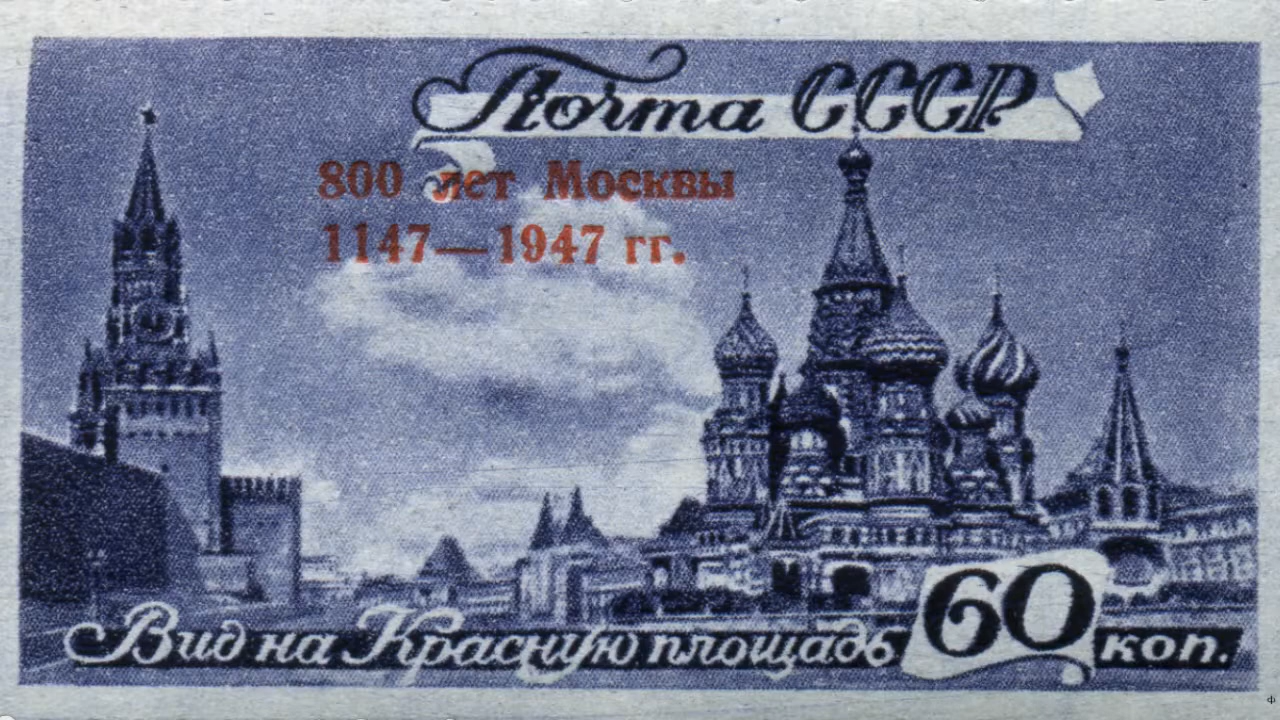 Почта СССР
800 лет Москвы
1147—1947 гг.
Вид на Красную площадь 60 коп.
ф